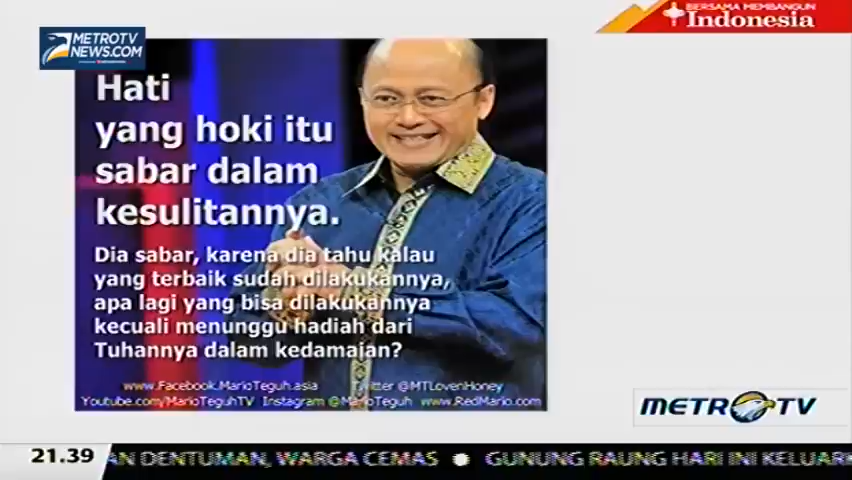 METROTV
NEWS.COM
BERSAMA MEMBANGUN
Indonesia
Hati
yang hoki itu
sabar dalam
kesulitannya.
Dia sabar, karena dia tahu kalau
yang terbaik sudah dilakukannya,
apa lagi yang bisa dilakukannya
kecuali menunggu hadiah dari
Tuhannya dalam kedamaian?
www.Facebook.MarioTeguh.asia Twitter @MTLovenHoney
Youtube.com/MarioTeguhTV Instagram @MarioTeguh www.RedMario.com
METRO TV
21.39 AN DENTUMAN, WARGA CEMAS ● GUNUNG RAUNG HARI INI KELUAR